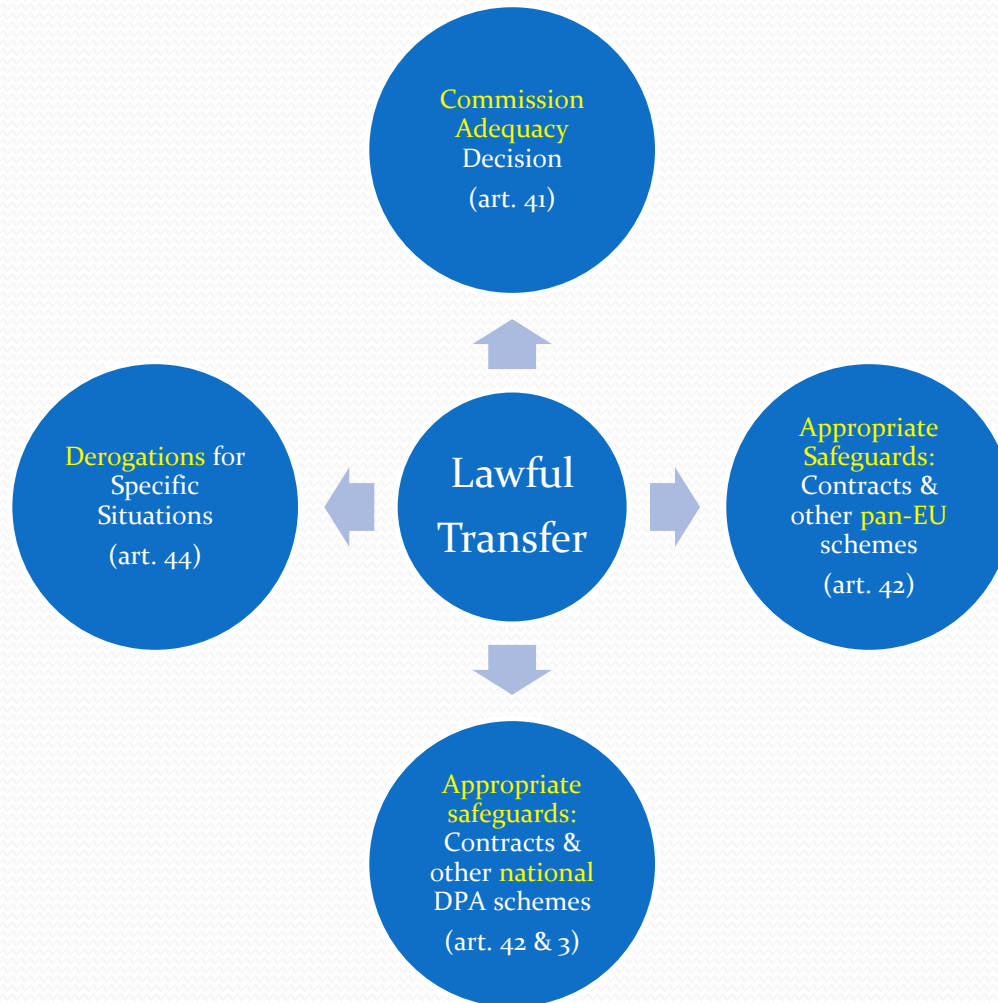 Commission
Adequacy
Decision
(art. 41)
Derogations for
Specific
Situations
(art. 44)
Lawful
Transfer
Appropriate
Safeguards:
Contracts &
other pan-EU
schemes
(art. 42)
Appropriate
safeguards:
Contracts &
other national
DPA schemes
(art. 42 & 3)